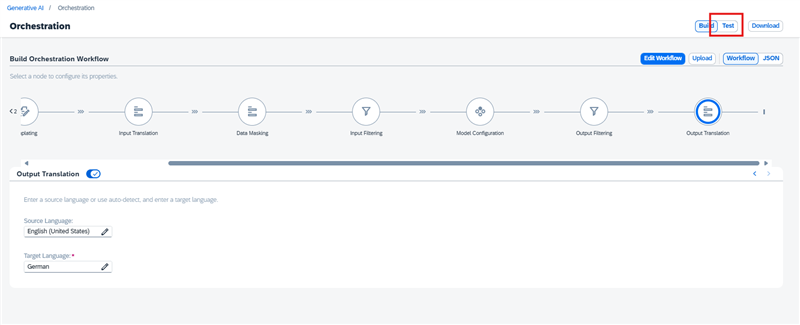 Generative AI / Orchestration
Orchestration
Build Test Download
Build Orchestration Workflow
Edit Workflow Upload Workflow JSON
Select a node to configure its properties.
2
plating Input Translation Data Masking Input Filtering Model Configuration Output Filtering Output Translation
Output Translation
Enter a source language or use auto-detect, and enter a target language.
Source Language:
English (United States)
Target Language:*
German